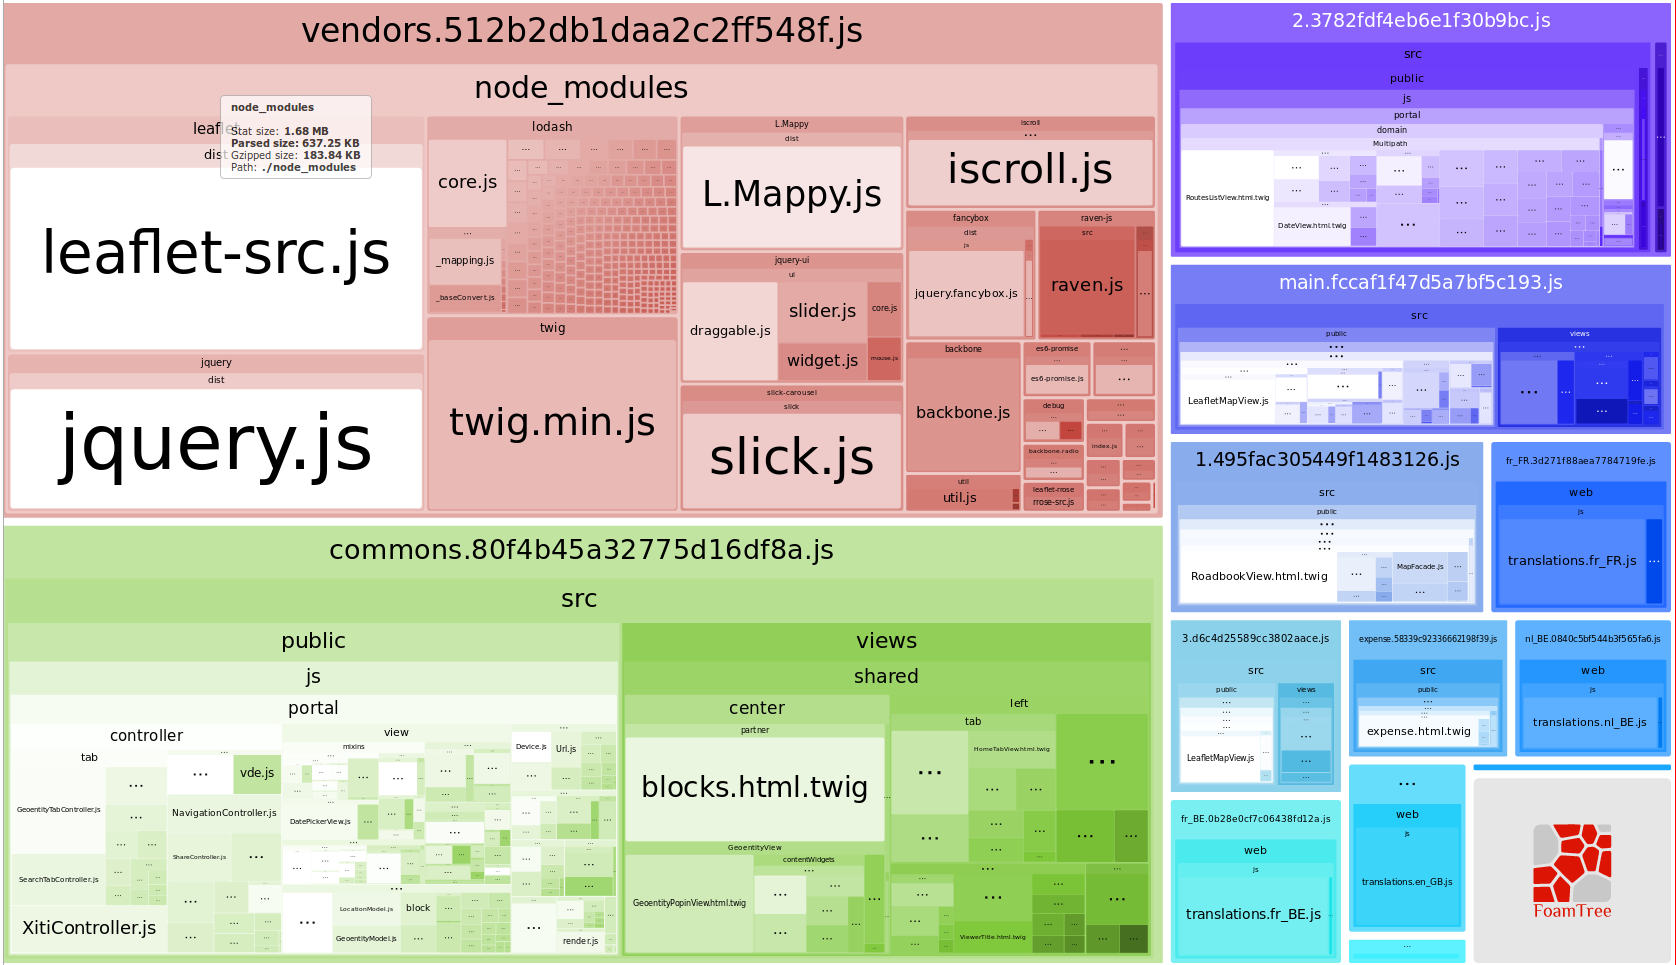 vendors.512b2db1daa2c2ff548f.js
node_modules
node_modules
Stat size: 1.68 MB
Parsed size: 637.25 KB
Gzipped size: 183.84 KB
Path: ./node_modules
leaflet-src.js
jquery
dist
jquery.js
lodash
core.js
...
_mapping.js
_baseConvert.js
twig
twig.min.js
L.Mappy
dist
L.Mappy.js
jquery-ui
ui
draggable.js
slider.js
core.js
widget.js
mouse.js
slick-carousel
slick
slick.js
iscroll
...
iscroll.js
fancybox
dist
js
jquery.fancybox.js
raven-js
src
raven.js
backbone
backbone.js
util
util.js
es6-promise
...
es6-promise.js
debug
...
index.js
backbone.radio
...
leaflet-rrose
rrose-src.js
commons.80f4b45a32775d16df8a.js
src
public
js
portal
controller
tab
GeoentityTabController.js
SearchTabController.js
XitiController.js
vde.js
NavigationController.js
ShareController.js
view
mixins
DatePickerView.js
Device.js
Url.js
LocationModel.js
block
GeoentityModel.js
render.js
views
shared
center
partner
blocks.html.twig
GeoentityView
contentWidgets
GeoentityPopinView.html.twig
left
tab
HomeTabView.html.twig
ViewerTitle.html.twig
2.3782fdf4eb6e1f30b9bc.js
src
public
js
portal
domain
Multipath
RoutesListView.html.twig
DateView.html.twig
main.fccaf1f47d5a7bf5c193.js
src
public
views
LeafletMapView.js
1.495fac305449f1483126.js
src
public
RoadbookView.html.twig
MapFacade.js
fr_FR.3d271f88aea7784719fe.js
web
js
translations.fr_FR.js
3.d6c4d25589cc3802aace.js
src
public
views
LeafletMapView.js
expense.58339c92336662198f39.js
src
public
expense.html.twig
nl_BE.0840c5bf544b3f565fa6.js
web
js
translations.nl_BE.js
fr_BE.0b28e0cf7c06438fd12a.js
web
js
translations.fr_BE.js
...
web
js
translations.en_GB.js
...
FoamTree